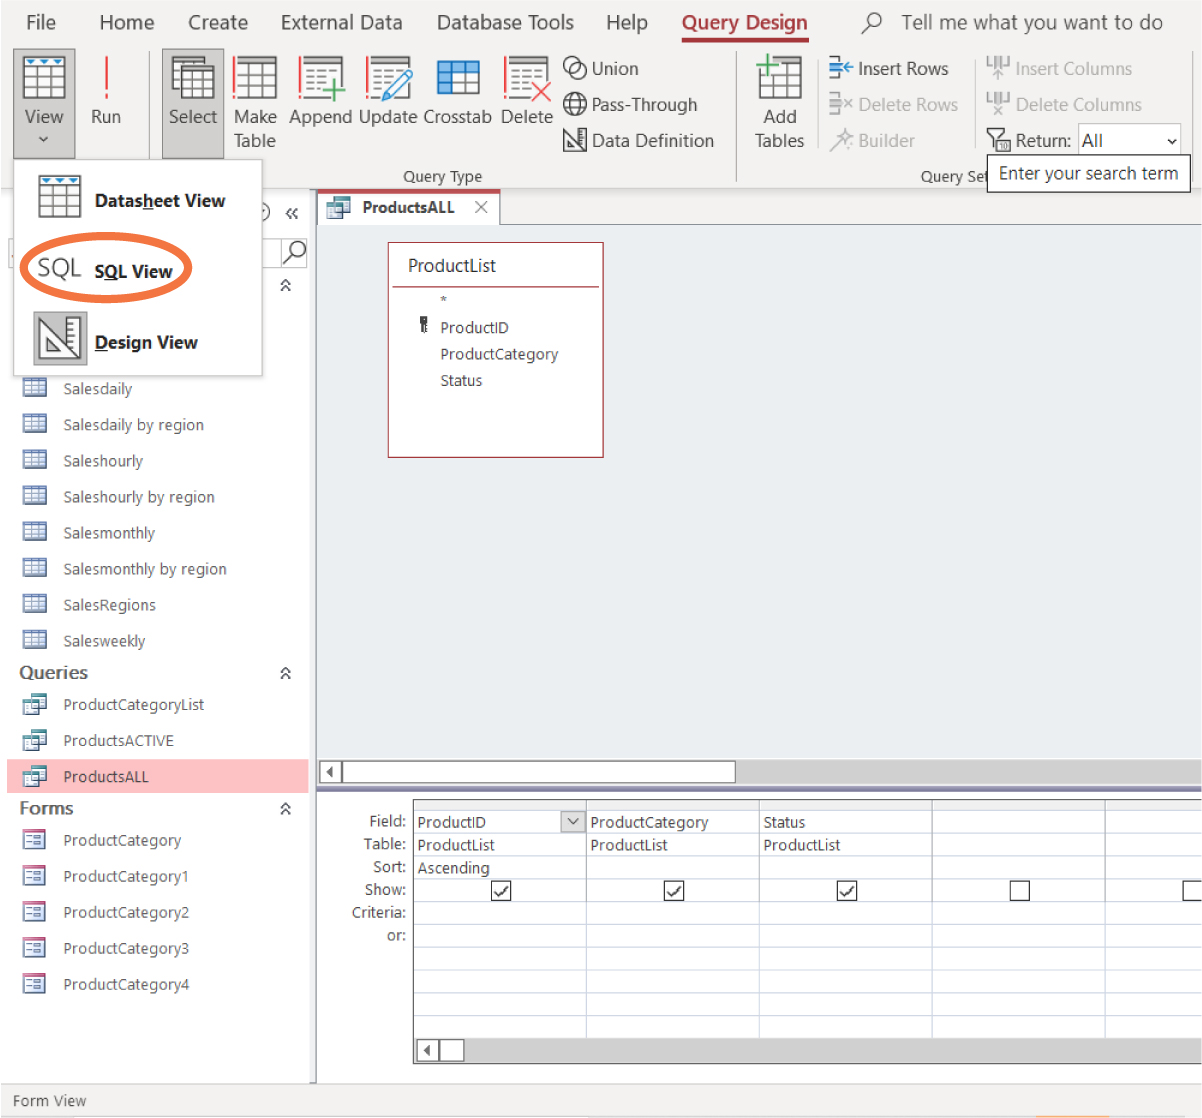 File Home Create External Data Database Tools Help Query Design Tell me what you want to do
View Run Select Make Table Append Update Crosstab Delete
Union
Pass-Through
Data Definition
Add Tables
Insert Rows
Delete Rows
Builder
Insert Columns
Delete Columns
Return: All
Query Type
Query Set
Enter your search term
Datasheet View
SQL SQL View
Design View
ProductsALL
ProductList
*
ProductID
ProductCategory
Status
Salesdaily
Salesdaily by region
Saleshourly
Saleshourly by region
Salesmonthly
Salesmonthly by region
SalesRegions
Salesweekly
Queries
ProductCategoryList
ProductsACTIVE
ProductsALL
Forms
ProductCategory
ProductCategory1
ProductCategory2
ProductCategory3
ProductCategory4
Field: ProductID ProductCategory Status
Table: ProductList ProductList ProductList
Sort: Ascending
Show:
Criteria:
or:
Form View